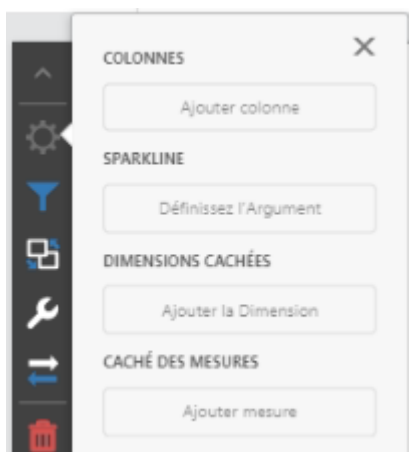 COLONNES
Ajouter colonne
SPARKLINE
Définissez l'Argument
DIMENSIONS CACHÉES
Ajouter la Dimension
CACHÉ DES MESURES
Ajouter mesure